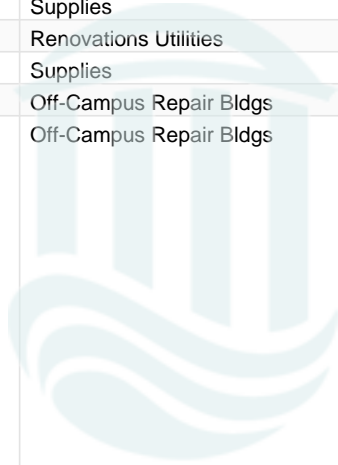 Supplies
Renovations Utilities
Supplies
Off-Campus Repair Bldgs
Off-Campus Repair Bldgs